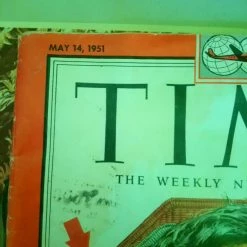 MAY 14, 1951
TIM
THE WEEKLY N